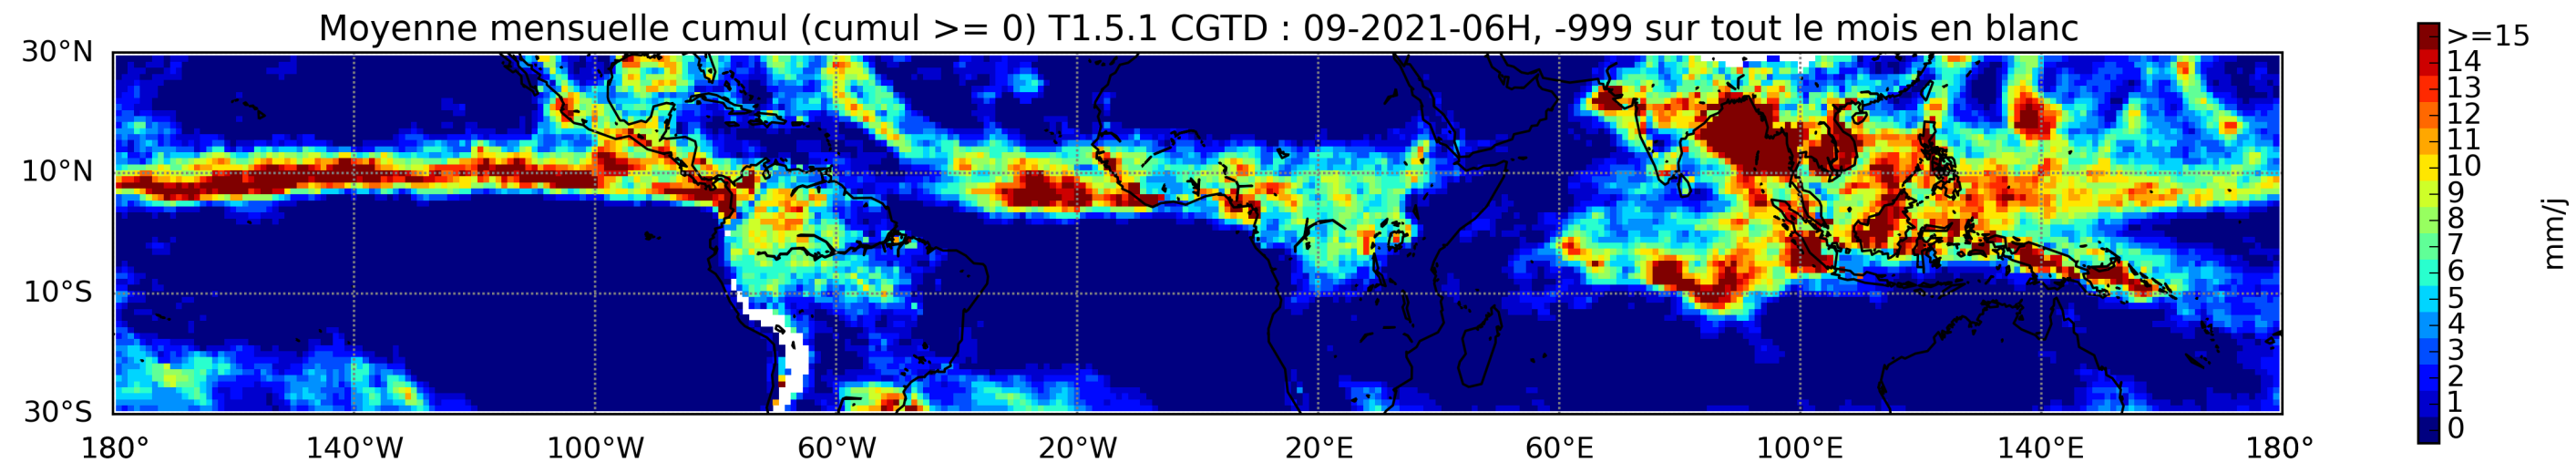 Moyenne mensuelle cumul (cumul >= 0) T1.5.1 CGTD : 09-2021-06H, -999 sur tout le mois en blanc
30°N
10°N
10°S
30°S
180° 140°W 100°W 60°W 20°W 20°E 60°E 100°E 140°E 180°
>=15
14
13
12
11
10
9
8
7
6
5
4
3
2
1
0
mm/j